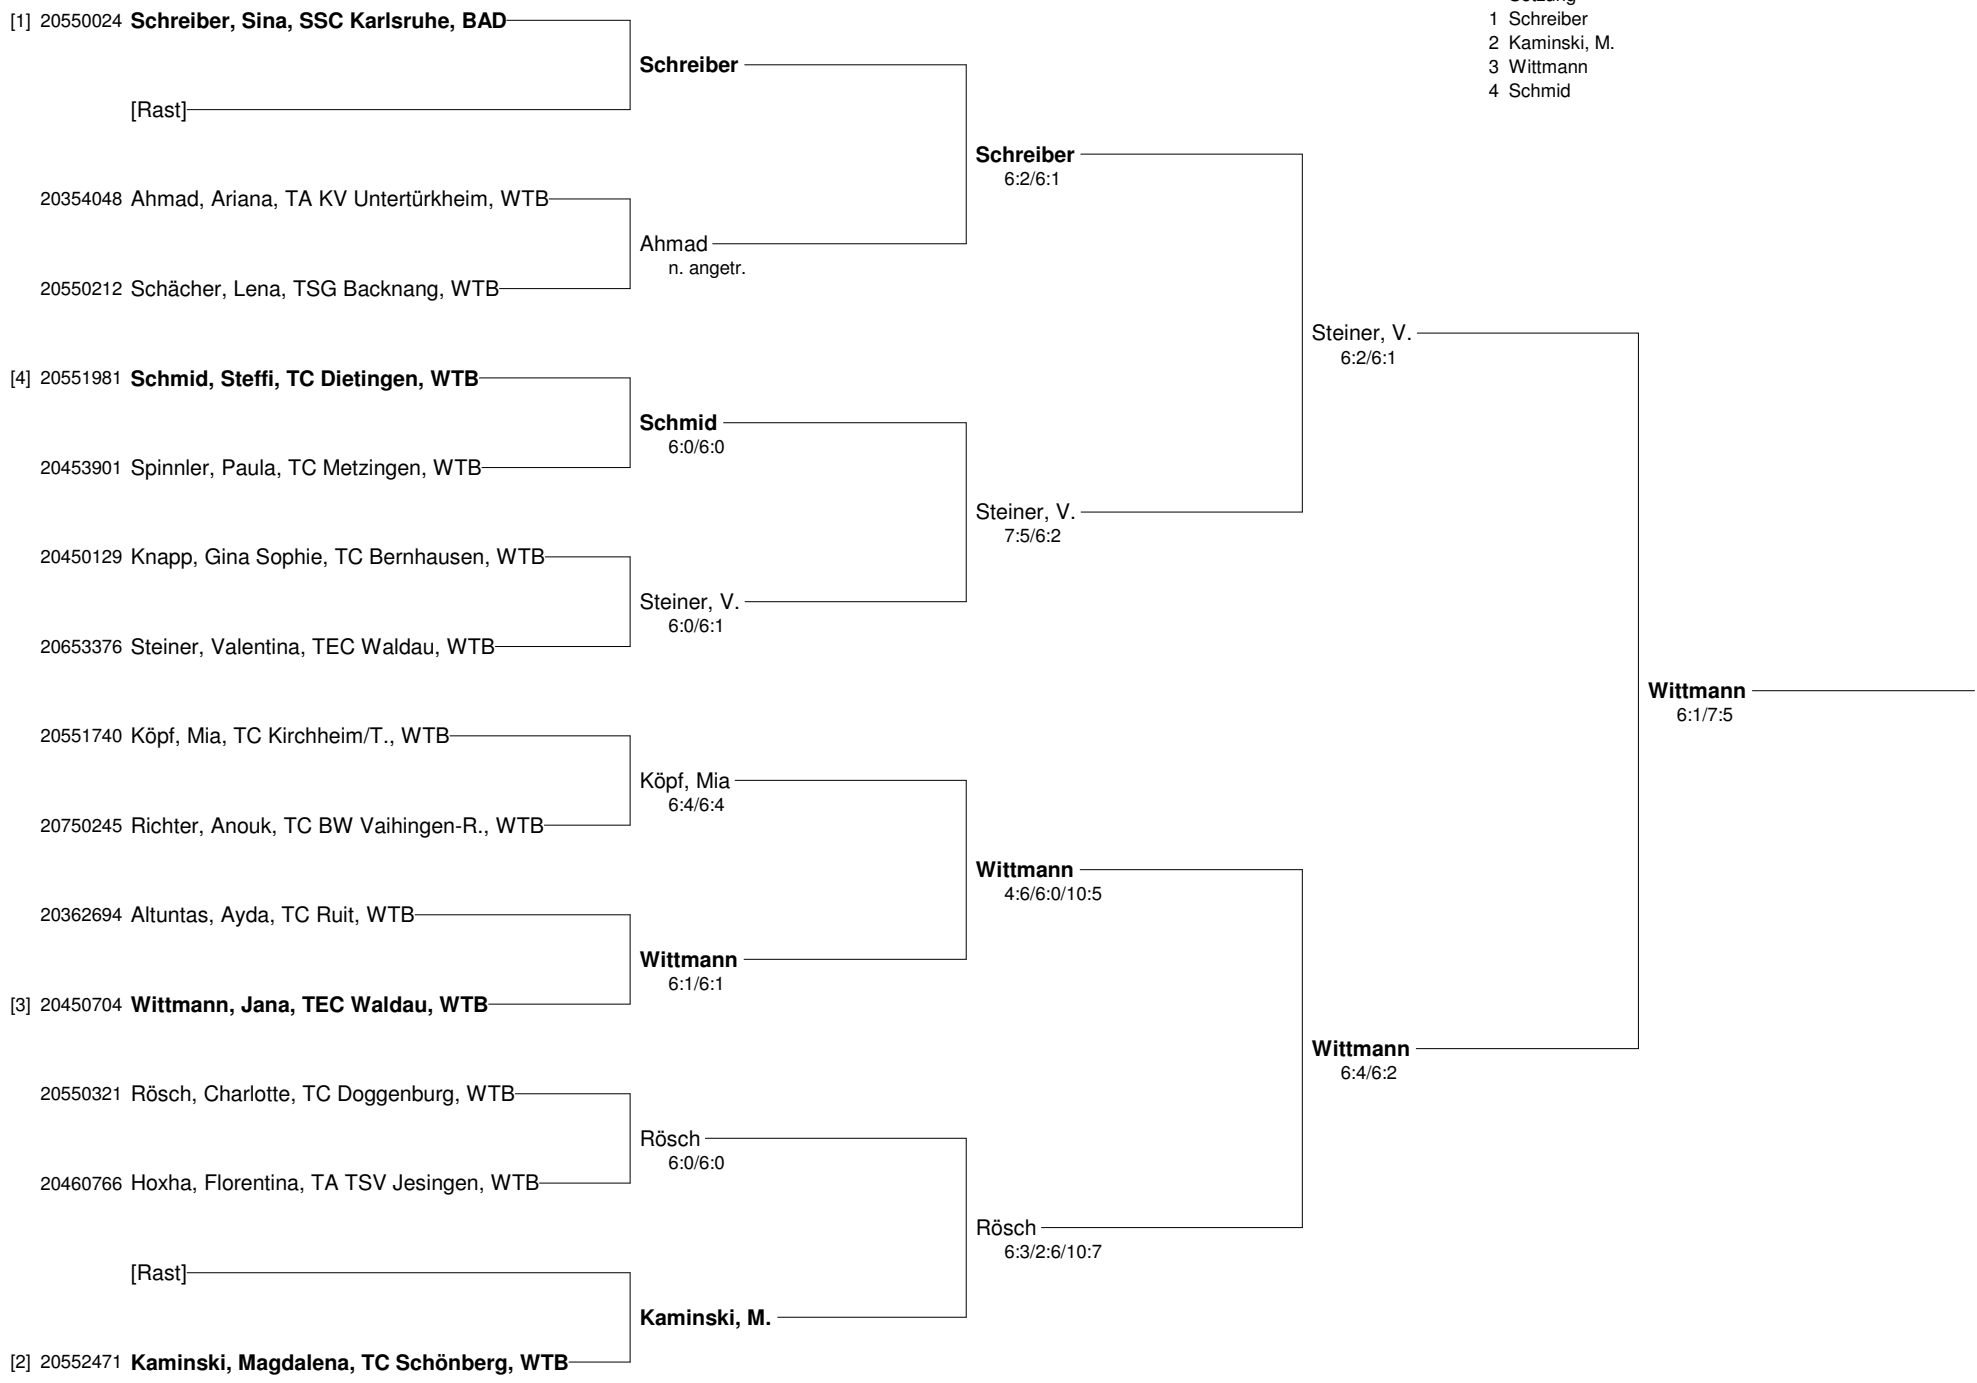 Setzung
1 Schreiber
2 Kaminski, M.
3 Wittmann
4 Schmid
[1] 20550024 Schreiber, Sina, SSC Karlsruhe, BAD
Schreiber
[Rast]
Schreiber
6:2/6:1
20354048 Ahmad, Ariana, TA KV Untertürkheim, WTB
Ahmad
n. angetr.
20550212 Schächer, Lena, TSG Backnang, WTB
Steiner, V.
6:2/6:1
[4] 20551981 Schmid, Steffi, TC Dietingen, WTB
Schmid
6:0/6:0
20453901 Spinnler, Paula, TC Metzingen, WTB
Steiner, V.
7:5/6:2
20450129 Knapp, Gina Sophie, TC Bernhausen, WTB
Steiner, V.
6:0/6:1
20653376 Steiner, Valentina, TEC Waldau, WTB
Wittmann
6:1/7:5
20551740 Köpf, Mia, TC Kirchheim/T., WTB
Köpf, Mia
6:4/6:4
20750245 Richter, Anouk, TC BW Vaihingen-R., WTB
Wittmann
4:6/6:0/10:5
20362694 Altuntas, Ayda, TC Ruit, WTB
Wittmann
6:1/6:1
[3] 20450704 Wittmann, Jana, TEC Waldau, WTB
Wittmann
6:4/6:2
20550321 Rösch, Charlotte, TC Doggenburg, WTB
Rösch
6:0/6:0
20460766 Hoxha, Florentina, TA TSV Jesingen, WTB
Rösch
6:3/2:6/10:7
[Rast]
Kaminski, M.
[2] 20552471 Kaminski, Magdalena, TC Schönberg, WTB